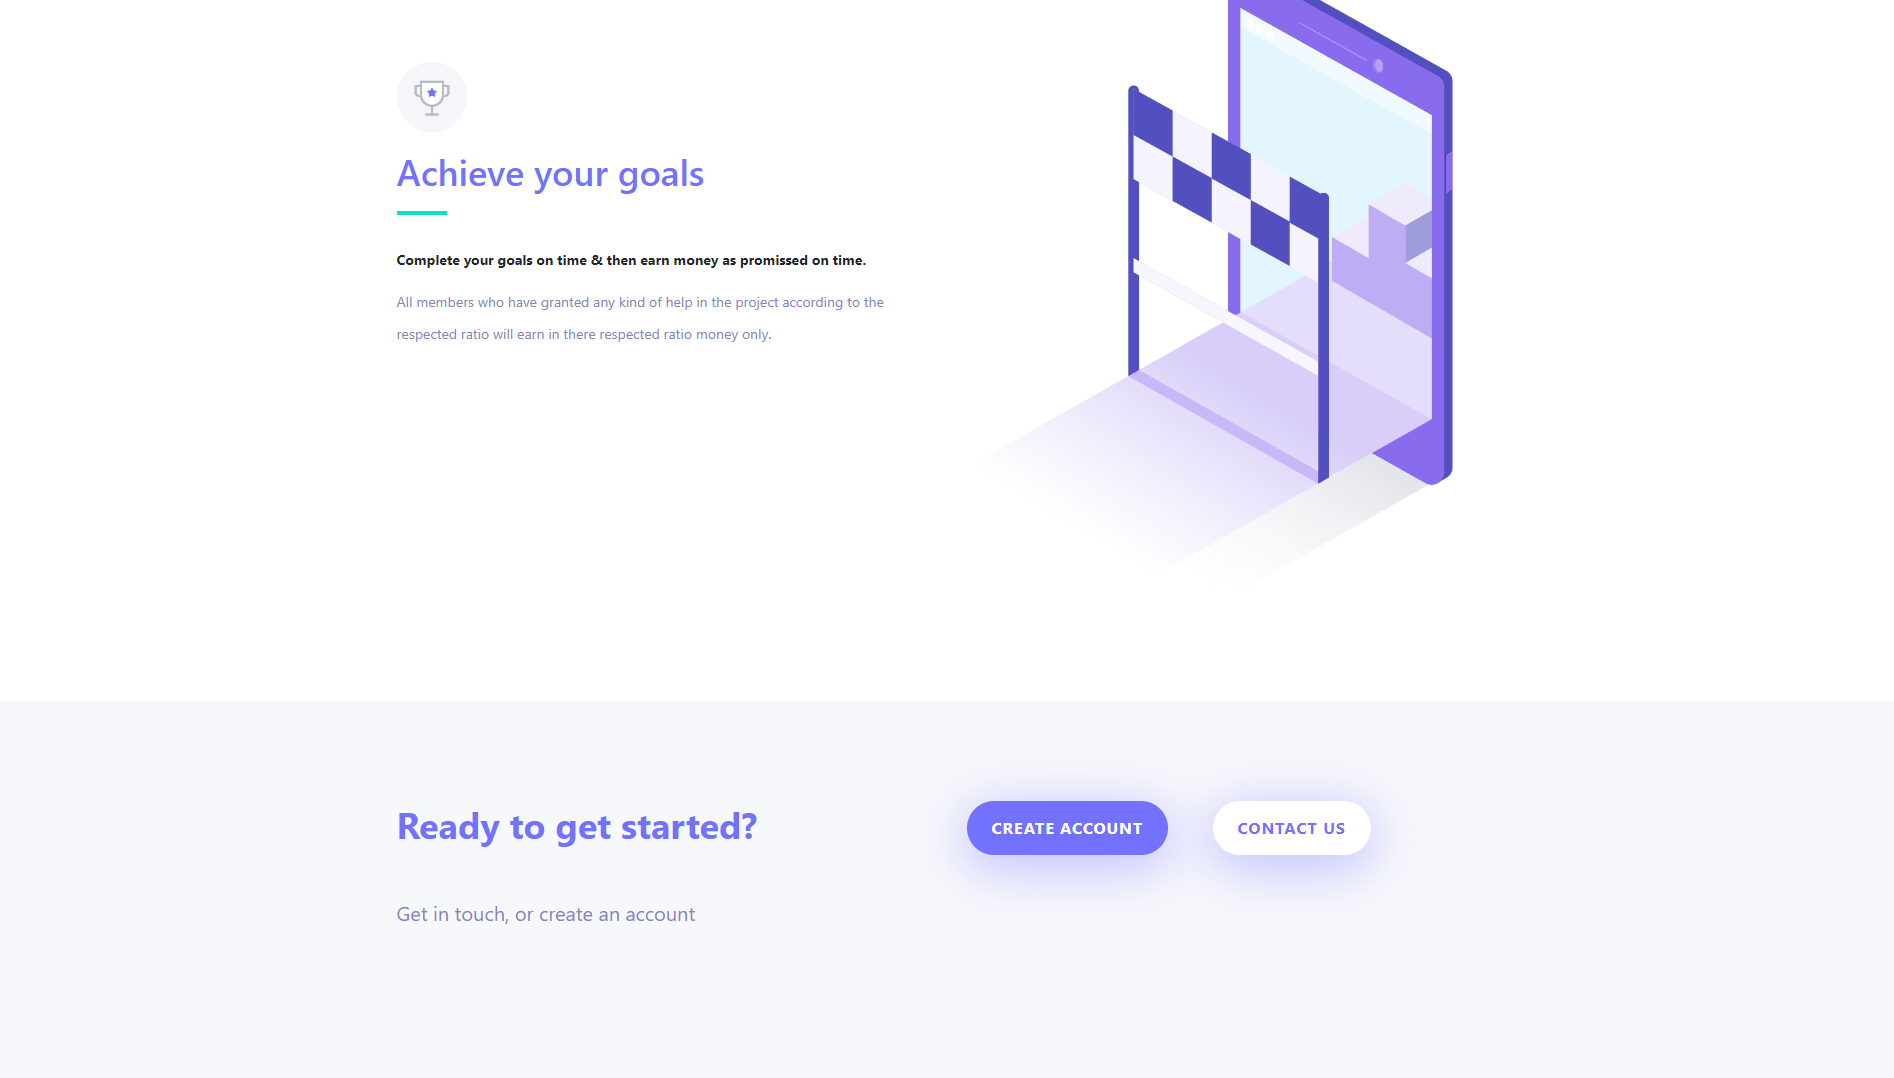 Achieve your goals
Complete your goals on time & then earn money as promissed on time.
All members who have granted any kind of help in the project according to the
respected ratio will earn in there respected ratio money only.
Ready to get started?
CREATE ACCOUNT
CONTACT US
Get in touch, or create an account